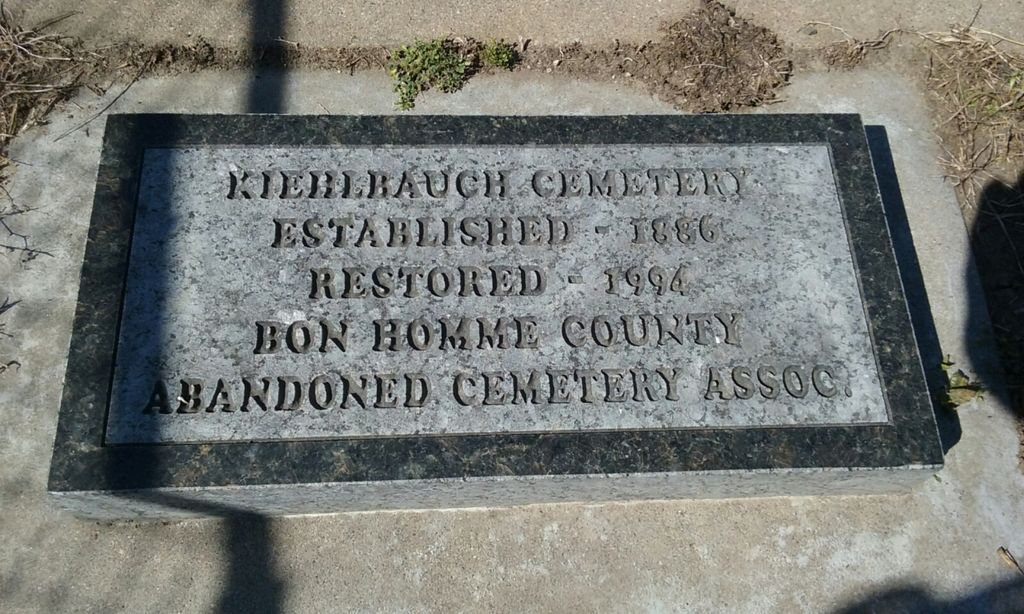 KIEHLBAUCH CEMETERY
ESTABLISHED - 1886
RESTORED - 1994
BON HOMME COUNTY
ABANDONED CEMETERY ASSOC.